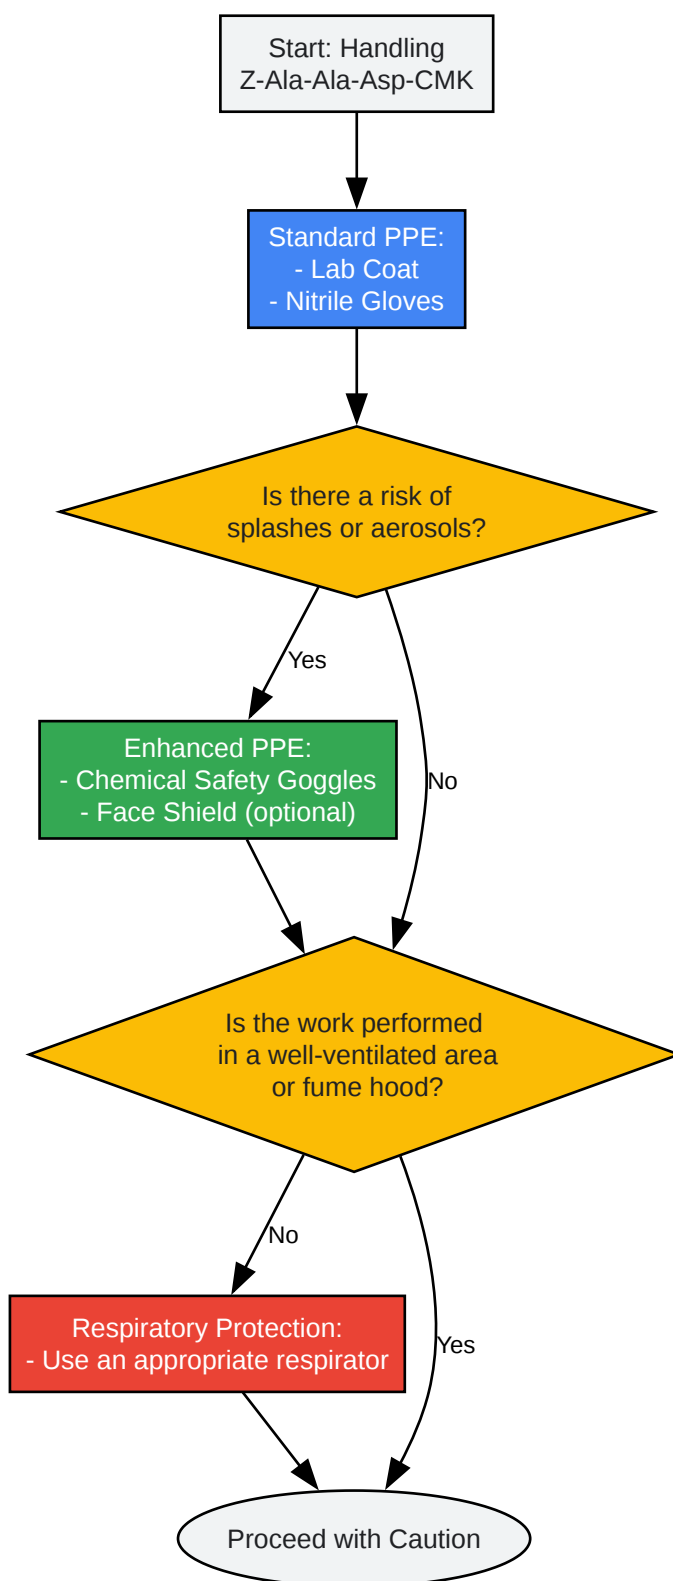 Start: Handling
Z-Ala-Ala-Asp-CMK
Standard PPE:
- Lab Coat
- Nitrile Gloves
Is there a risk of
splashes or aerosols?
Yes
Enhanced PPE:
- Chemical Safety Goggles
- Face Shield (optional)
No
Is the work performed
in a well-ventilated area
or fume hood?
No
Respiratory Protection:
- Use an appropriate respirator
Yes
Proceed with Caution